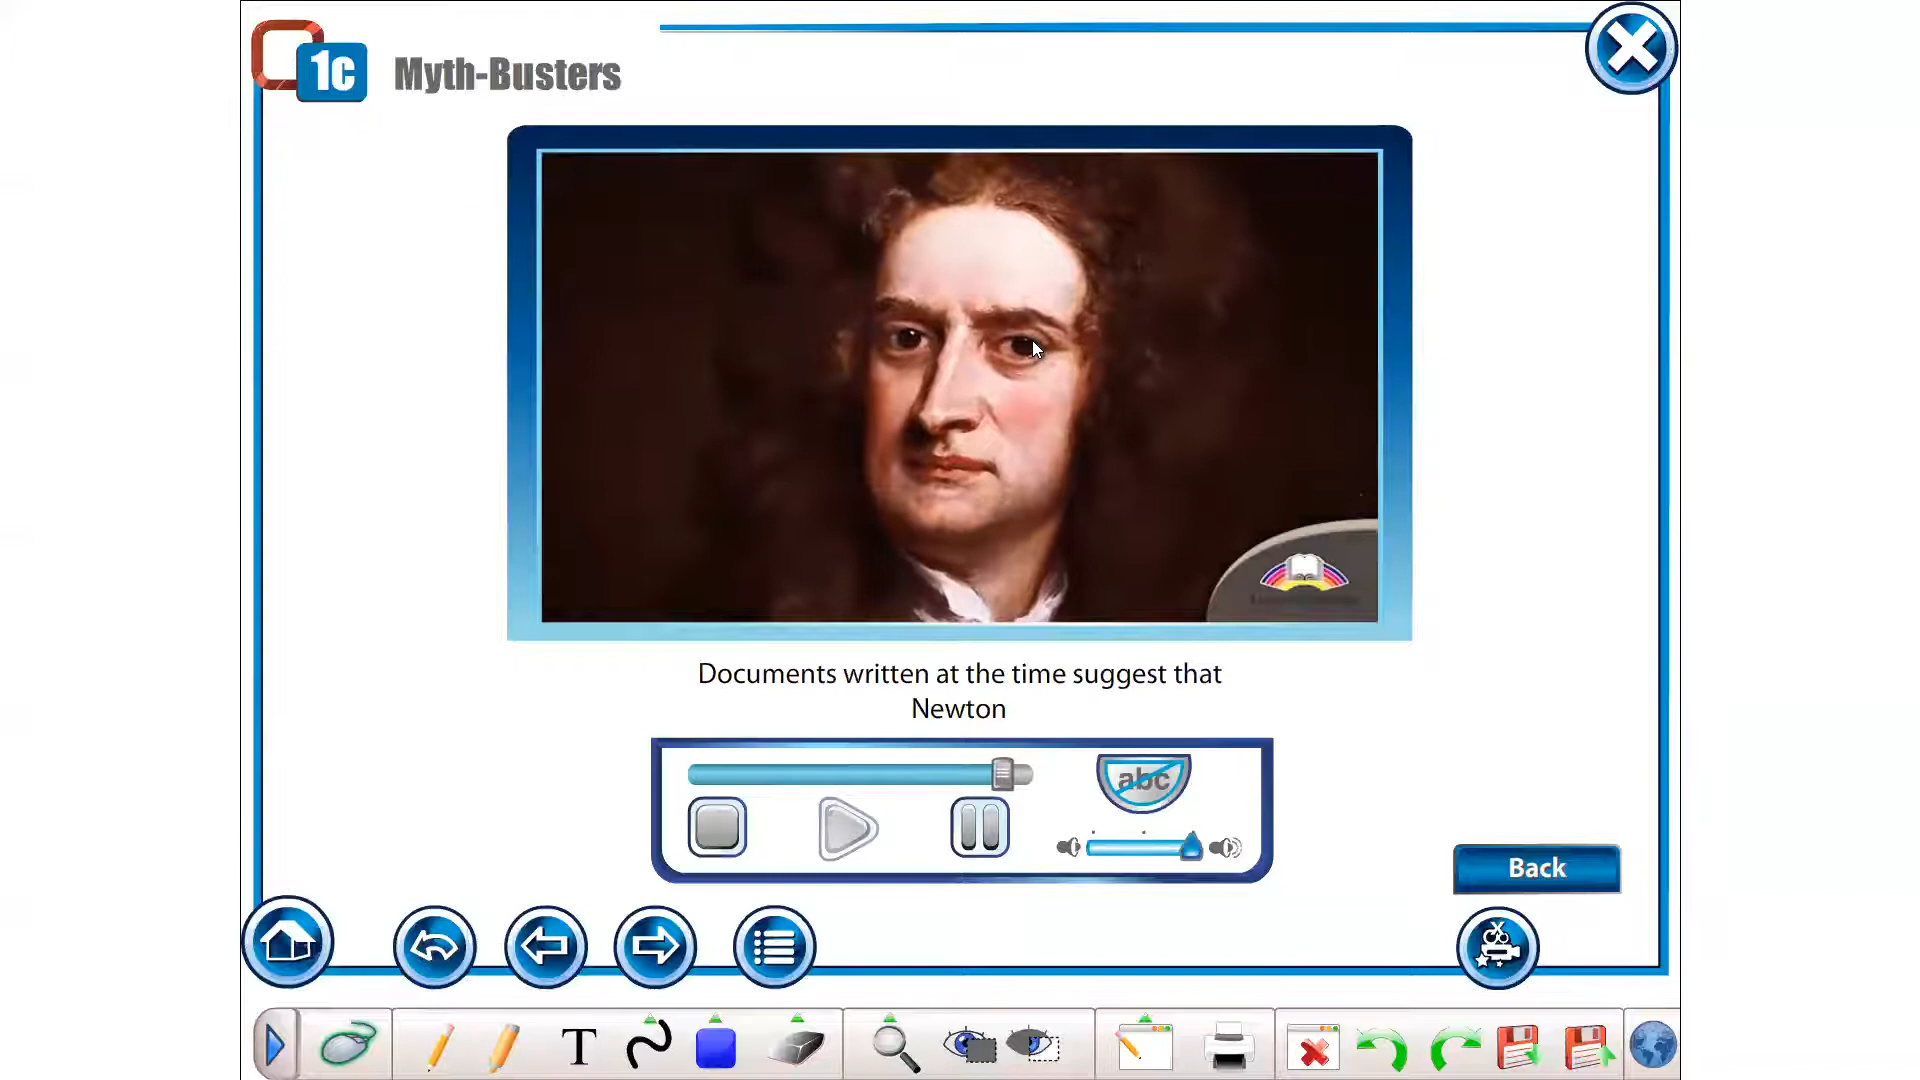 1c
Myth-Busters
Documents written at the time suggest that
Newton
abc
Back
T